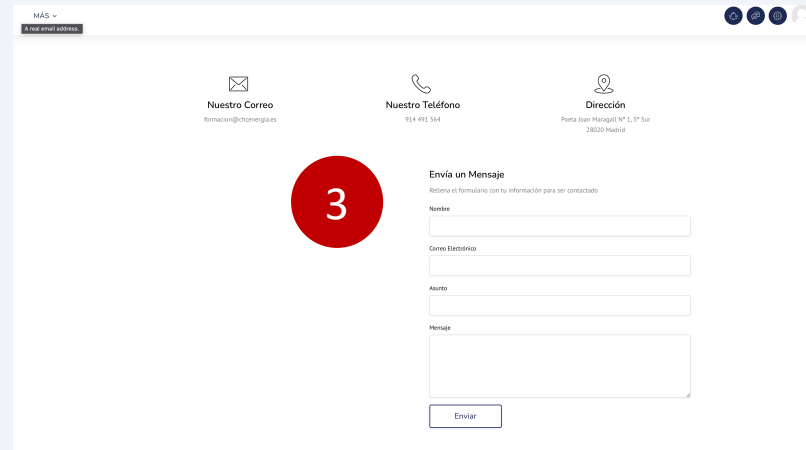 MÁS
A real email address.
Nuestro Correo
formacion@chcenergia.es
Nuestro Teléfono
914 491 564
Dirección
Poeta Joan Maragall Nº 1, 3ª Sur
28020 Madrid
3
Envía un Mensaje
Rellena el formulario con tu información para ser contactado
Nombre
Correo Electrónico
Asunto
Mensaje
Enviar